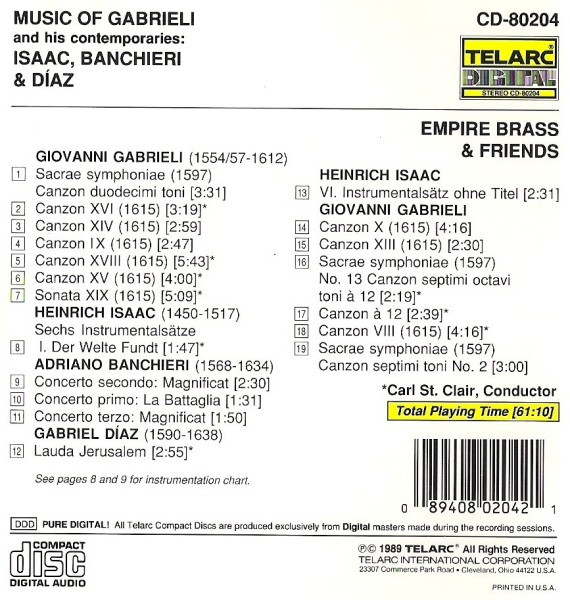 MUSIC OF GABRIELI
and his contemporaries:
ISAAC, BANCHIERI
& DÍAZ
CD-80204
TELARC®
DIGITAL
STEREO CD-80204
EMPIRE BRASS
& FRIENDS
GIOVANNI GABRIELI (1554/57-1612)
1 Sacrae symphoniae (1597)
Canzon duodecimi toni [3:31]
2 Canzon XVI (1615) [3:19]*
3 Canzon XIV (1615) [2:59]
4 Canzon IX (1615) [2:47]
5 Canzon XVIII (1615) [5:43]*
6 Canzon XV (1615) [4:00]*
7 Sonata XIX (1615) [5:09]*
HEINRICH ISAAC (1450-1517)
Sechs Instrumentalsätze
8 I. Der Welte Fundt [1:47]*
ADRIANO BANCHIERI (1568-1634)
9 Concerto secondo: Magnificat [2:30]
10 Concerto primo: La Battaglia [1:31]
11 Concerto terzo: Magnificat [1:50]
GABRIEL DÍAZ (1590-1638)
12 Lauda Jerusalem [2:55]*
See pages 8 and 9 for instrumentation chart.
HEINRICH ISAAC
13 VI. Instrumentalsätz ohne Titel [2:31]
GIOVANNI GABRIELI
14 Canzon X (1615) [4:16]
15 Canzon XIII (1615) [2:30]
16 Sacrae symphoniae (1597)
No. 13 Canzon septimi octavi
toni à 12 [2:19]*
17 Canzon à 12 [2:39]*
18 Canzon VIII (1615) [4:16]*
19 Sacrae symphoniae (1597)
Canzon septimi toni No. 2 [3:00]
*Carl St. Clair, Conductor
Total Playing Time [61:10]
0 89408 02042 1
DDD PURE DIGITAL! All Telarc Compact Discs are produced exclusively from Digital masters made during the recording sessions.
COMPACT
disc
DIGITAL AUDIO
℗© 1989 TELARC® All Rights Reserved
TELARC INTERNATIONAL CORPORATION
23307 Commerce Park Road • Cleveland, Ohio 44122 U.S.A.
PRINTED IN U.S.A.